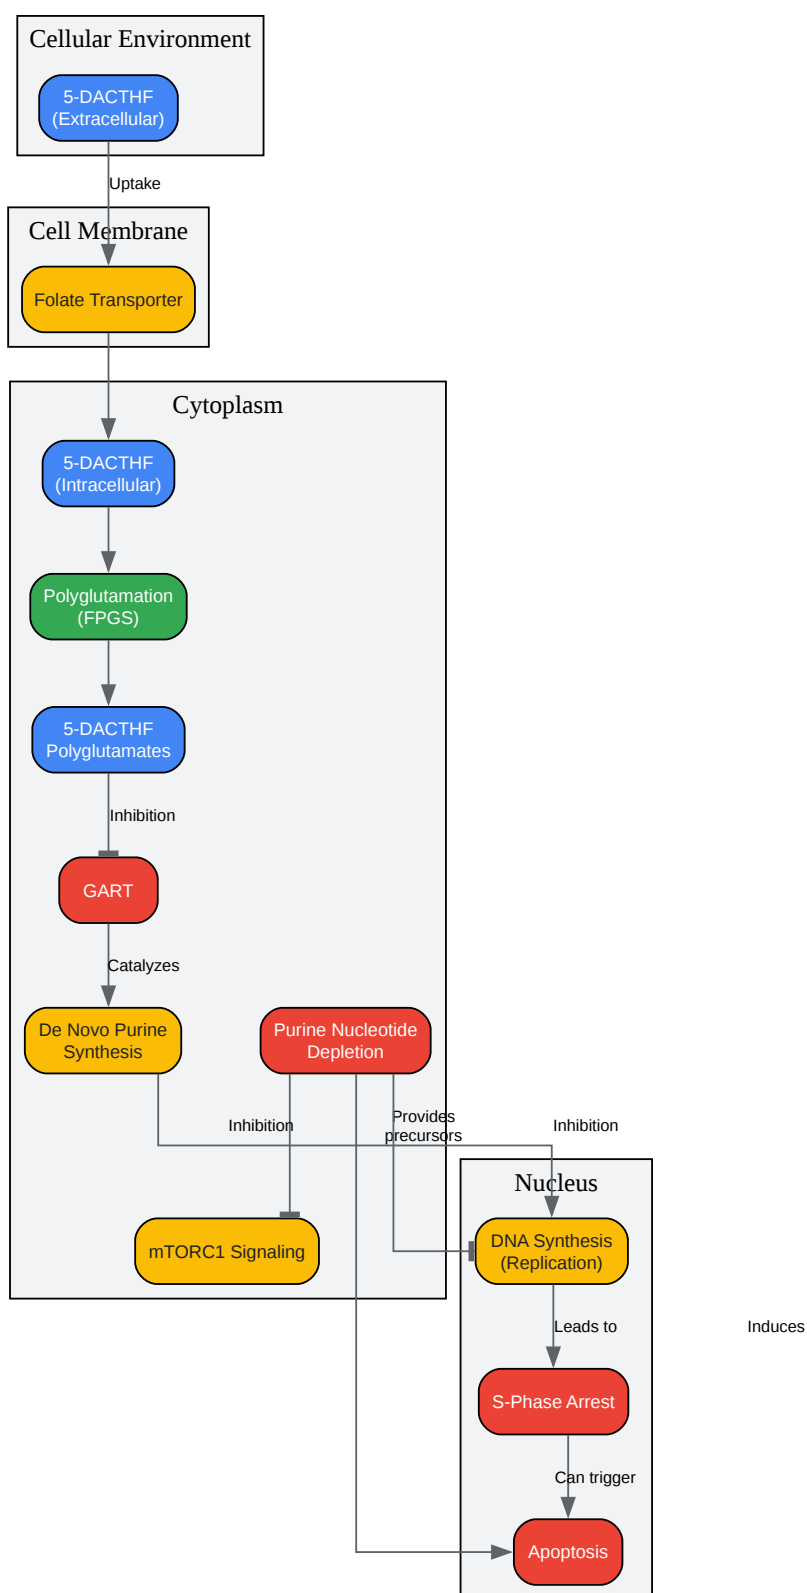 Cellular Environment
5-DACTHF
(Extracellular)
Uptake
Cell Membrane
Folate Transporter
Cytoplasm
5-DACTHF
(Intracellular)
Polyglutamation
(FPGS)
5-DACTHF
Polyglutamates
Inhibition
GART
Catalyzes
De Novo Purine
Synthesis
Purine Nucleotide
Depletion
Inhibition
Provides
precursors
Inhibition
Nucleus
mTORC1 Signaling
DNA Synthesis
(Replication)
Leads to
Induces
S-Phase Arrest
Can trigger
Apoptosis